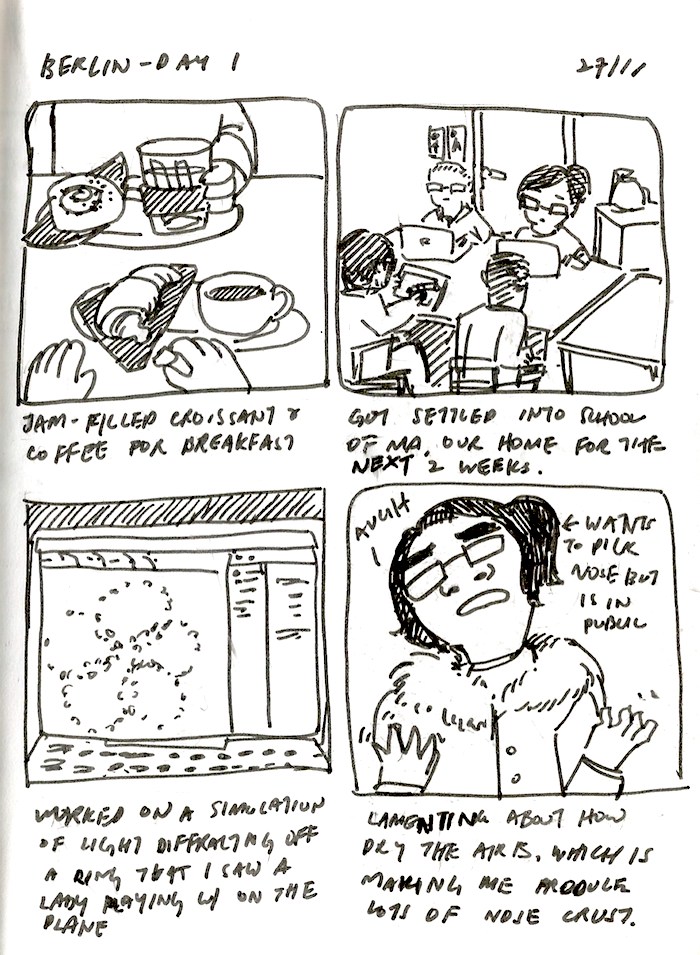 BERLIN - DAY 1
27/11
JAM-FILLED CROISSANT &
COFFEE FOR BREAKFAST
GOT SETTLED INTO SCHOOL
OF MA, OUR HOME FOR THE
NEXT 2 WEEKS.
WORKED ON A SIMULATION
OF LIGHT DIFFRACTING OFF
A RING THAT I SAW A
LADY PLAYING W/ ON THE
PLANE
← WANTS
TO PICK
NOSE BUT
IS IN
PUBLIC
LAMENTING ABOUT HOW
DRY THE AIR IS, WHICH IS
MAKING ME PRODUCE
LOTS OF NOSE CRUST.